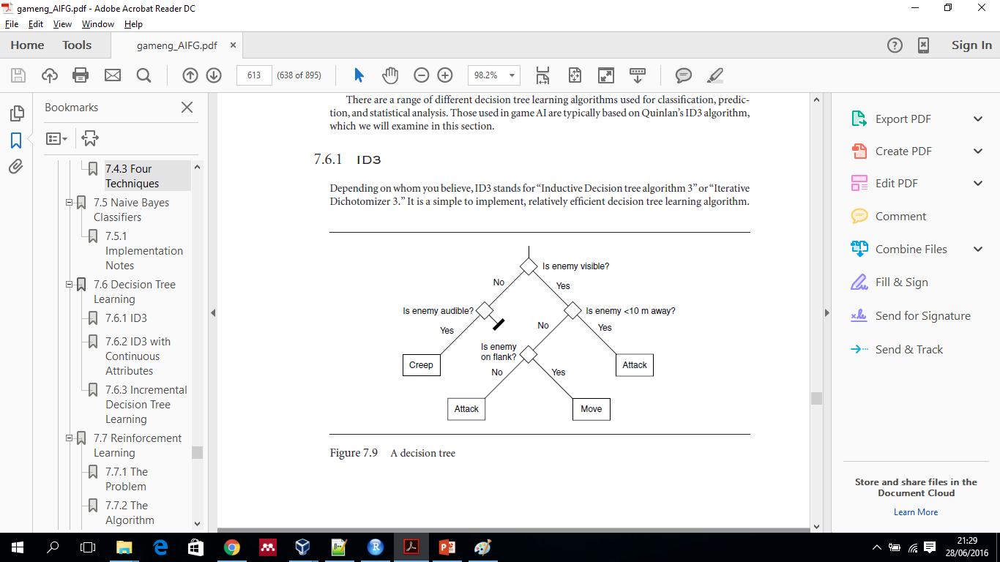 gameng_AIFG.pdf - Adobe Acrobat Reader DC
File Edit View Window Help
Home Tools gameng_AIFG.pdf × Sign In
613 (638 of 895) 98.2%
Bookmarks
7.4.3 Four
Techniques
7.5 Naive Bayes
Classifiers
7.5.1
Implementation
Notes
7.6 Decision Tree
Learning
7.6.1 ID3
7.6.2 ID3 with
Continuous
Attributes
7.6.3 Incremental
Decision Tree
Learning
7.7 Reinforcement
Learning
7.7.1 The
Problem
7.7.2 The
Algorithm
There are a range of different decision tree learning algorithms used for classification, predic-
tion, and statistical analysis. Those used in game AI are typically based on Quinlan's ID3 algorithm,
which we will examine in this section.
7.6.1 ID3
Depending on whom you believe, ID3 stands for “Inductive Decision tree algorithm 3” or “Iterative
Dichotomizer 3.” It is a simple to implement, relatively efficient decision tree learning algorithm.
Is enemy visible?
No Yes
Is enemy audible? Is enemy <10 m away?
Yes No Yes
Is enemy
on flank?
Creep Attack
No Yes
Attack Move
Figure 7.9 A decision tree
Export PDF
Create PDF
Edit PDF
Comment
Combine Files
Fill & Sign
Send for Signature
Send & Track
Store and share files in the
Document Cloud
Learn More
21:29
28/06/2016